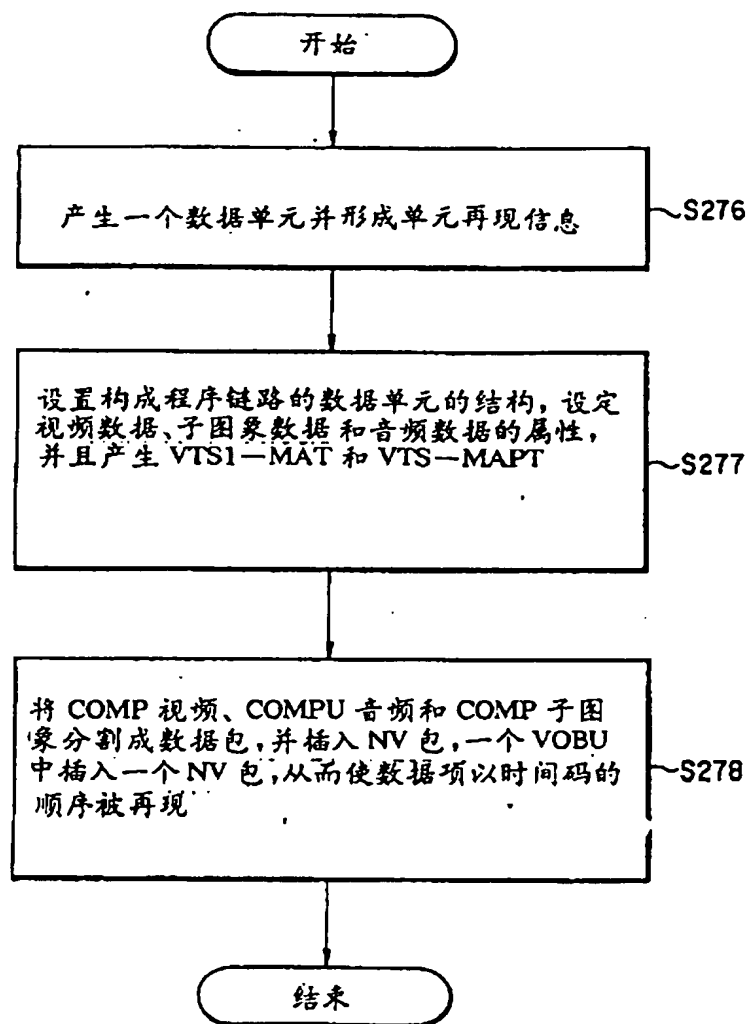 开始
产生一个数据单元并形成单元再现信息
S276
设置构成程序链路的数据单元的结构，设定
视频数据、子图象数据和音频数据的属性，
并且产生 VTS1—MAT 和 VTS—MAPT
S277
将 COMP 视频、COMPU 音频和 COMP 子图
象分割成数据包，并插入 NV 包，一个 VOBU
中插入一个 NV 包，从而使数据项以时间码的
顺序被再现
S278
结束